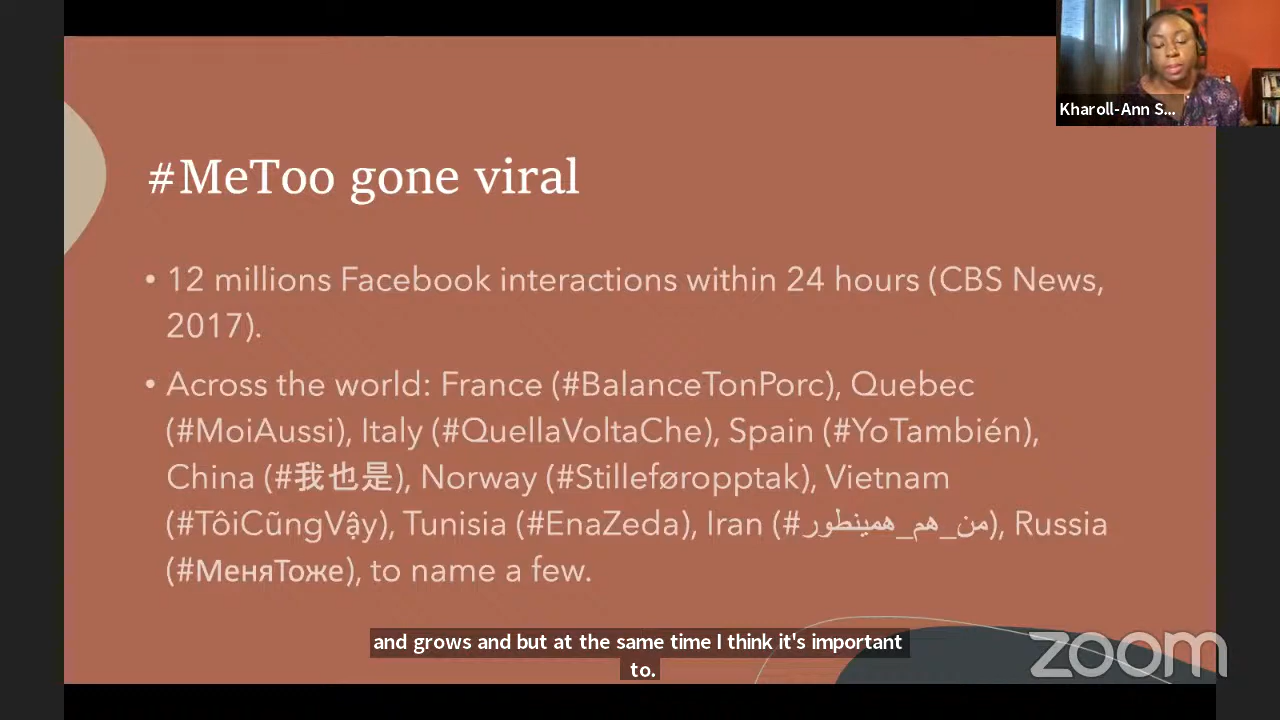 Kharoll-Ann S...
#MeToo gone viral
• 12 millions Facebook interactions within 24 hours (CBS News,
2017).
• Across the world: France (#BalanceTonPorc), Quebec
(#MoiAussi), Italy (#QuellaVoltaChe), Spain (#YoTambién),
China (#我也是), Norway (#Stilleføropptak), Vietnam
(#TôiCũngVậy), Tunisia (#EnaZeda), Iran (#من_هم_همینطور), Russia
(#МеняТоже), to name a few.
and grows and but at the same time I think it's important
to.
zoom